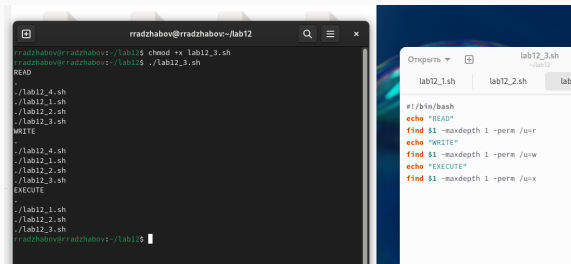 rradzhabov@rradzhabov:~/lab12
rradzhabov@rradzhabov:~/lab12$ chmod +x lab12_3.sh
rradzhabov@rradzhabov:~/lab12$ ./lab12_3.sh
READ
.
./lab12_4.sh
./lab12_1.sh
./lab12_2.sh
./lab12_3.sh
WRITE
.
./lab12_4.sh
./lab12_1.sh
./lab12_2.sh
./lab12_3.sh
EXECUTE
.
./lab12_1.sh
./lab12_2.sh
./lab12_3.sh
rradzhabov@rradzhabov:~/lab12$
Открыть
lab12_3.sh
~/lab12
lab12_1.sh
lab12_2.sh
lab
#!/bin/bash
echo "READ"
find $1 -maxdepth 1 -perm /u=r
echo "WRITE"
find $1 -maxdepth 1 -perm /u=w
echo "EXECUTE"
find $1 -maxdepth 1 -perm /u=x